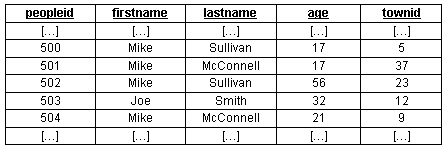 peopleid firstname lastname age townid
[...] [...] [...] [...] [...]
500 Mike Sullivan 17 5
501 Mike McConnell 17 37
502 Mike Sullivan 56 23
503 Joe Smith 32 12
504 Mike McConnell 21 9
[...] [...] [...] [...] [...]